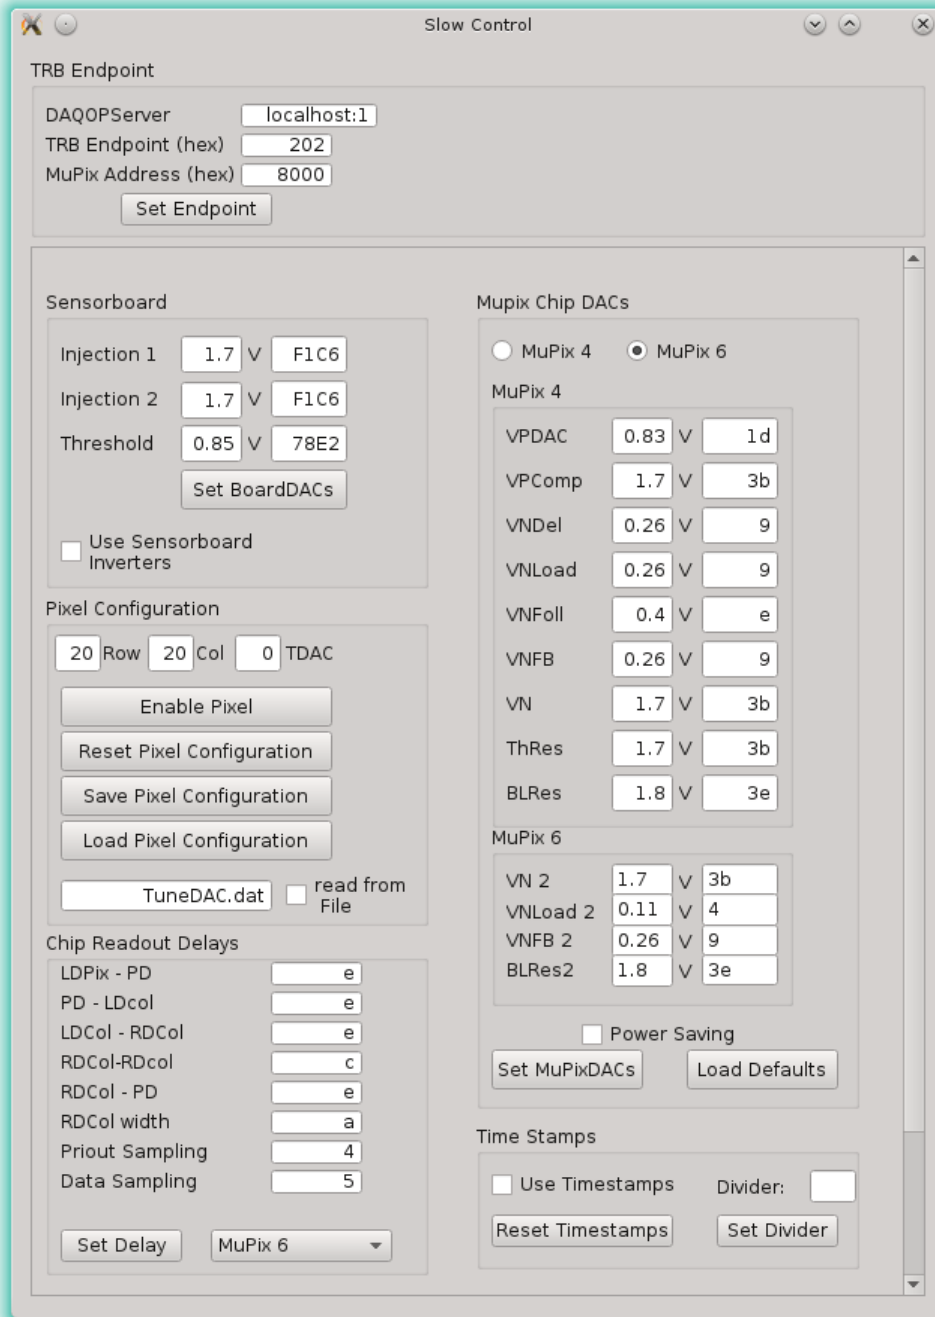 Slow Control
TRB Endpoint
DAQOPServer localhost:1
TRB Endpoint (hex) 202
MuPix Address (hex) 8000
Set Endpoint
Sensorboard
Injection 1 1.7 V F1C6
Injection 2 1.7 V F1C6
Threshold 0.85 V 78E2
Set BoardDACs
Use Sensorboard
Inverters
Pixel Configuration
20 Row 20 Col 0 TDAC
Enable Pixel
Reset Pixel Configuration
Save Pixel Configuration
Load Pixel Configuration
TuneDAC.dat read from
File
Chip Readout Delays
LDPix - PD e
PD - LDcol e
LDCol - RDCol e
RDCol-RDcol c
RDCol - PD e
RDCol width a
Priout Sampling 4
Data Sampling 5
Set Delay MuPix 6
Mupix Chip DACs
MuPix 4 MuPix 6
MuPix 4
VPDAC 0.83 V 1d
VPComp 1.7 V 3b
VNDel 0.26 V 9
VNLoad 0.26 V 9
VNFoll 0.4 V e
VNFB 0.26 V 9
VN 1.7 V 3b
ThRes 1.7 V 3b
BLRes 1.8 V 3e
MuPix 6
VN 2 1.7 V 3b
VNLoad 2 0.11 V 4
VNFB 2 0.26 V 9
BLRes2 1.8 V 3e
Power Saving
Set MuPixDACs Load Defaults
Time Stamps
Use Timestamps Divider:
Reset Timestamps Set Divider